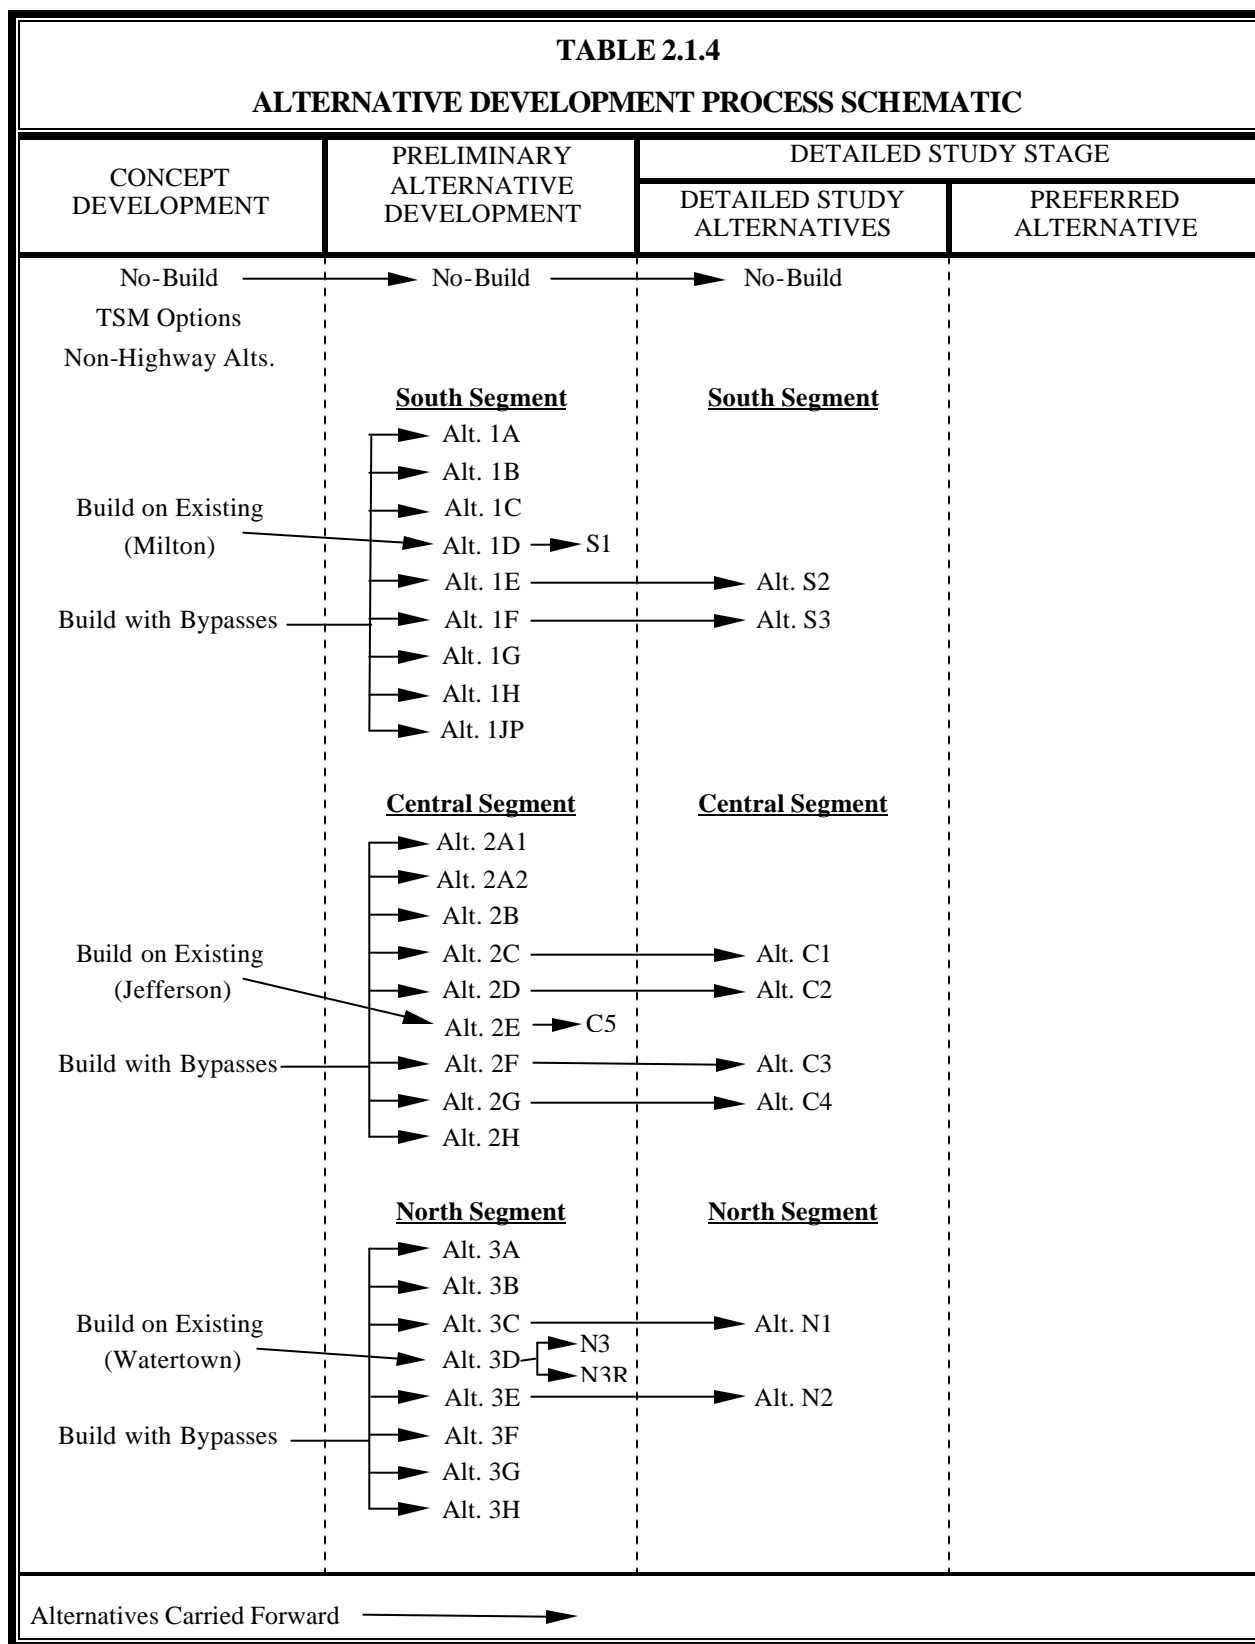 TABLE 2.1.4
ALTERNATIVE DEVELOPMENT PROCESS SCHEMATIC
CONCEPT
DEVELOPMENT
PRELIMINARY
ALTERNATIVE
DEVELOPMENT
DETAILED STUDY STAGE
DETAILED STUDY
ALTERNATIVES
PREFERRED
ALTERNATIVE
No-Build No-Build No-Build
TSM Options
Non-Highway Alts.
South Segment South Segment
Alt. 1A
Alt. 1B
Build on Existing Alt. 1C
(Milton) Alt. 1D S1
Alt. 1E Alt. S2
Build with Bypasses Alt. 1F Alt. S3
Alt. 1G
Alt. 1H
Alt. 1JP
Central Segment Central Segment
Alt. 2A1
Alt. 2A2
Alt. 2B
Build on Existing Alt. 2C Alt. C1
(Jefferson) Alt. 2D Alt. C2
Alt. 2E C5
Build with Bypasses Alt. 2F Alt. C3
Alt. 2G Alt. C4
Alt. 2H
North Segment North Segment
Alt. 3A
Alt. 3B
Build on Existing Alt. 3C Alt. N1
N3
(Watertown) Alt. 3D
N3R
Alt. 3E Alt. N2
Build with Bypasses Alt. 3F
Alt. 3G
Alt. 3H
Alternatives Carried Forward